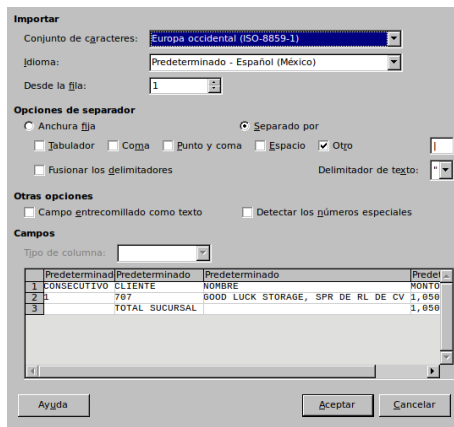 Importar
Conjunto de caracteres: Europa occidental (ISO-8859-1)
Idioma: Predeterminado - Español (México)
Desde la fila: 1
Opciones de separador
Anchura fija Separado por
Tabulador Coma Punto y coma Espacio Otro |
Fusionar los delimitadores Delimitador de texto: "
Otras opciones
Campo entrecomillado como texto Detectar los números especiales
Campos
Tipo de columna:
Predeterminad Predeterminado Predeterminado Predet
1 CONSECUTIVO CLIENTE NOMBRE MONTO
2 1 707 GOOD LUCK STORAGE, SPR DE RL DE CV 1,050
3 TOTAL SUCURSAL 1,050
Ayuda Aceptar Cancelar